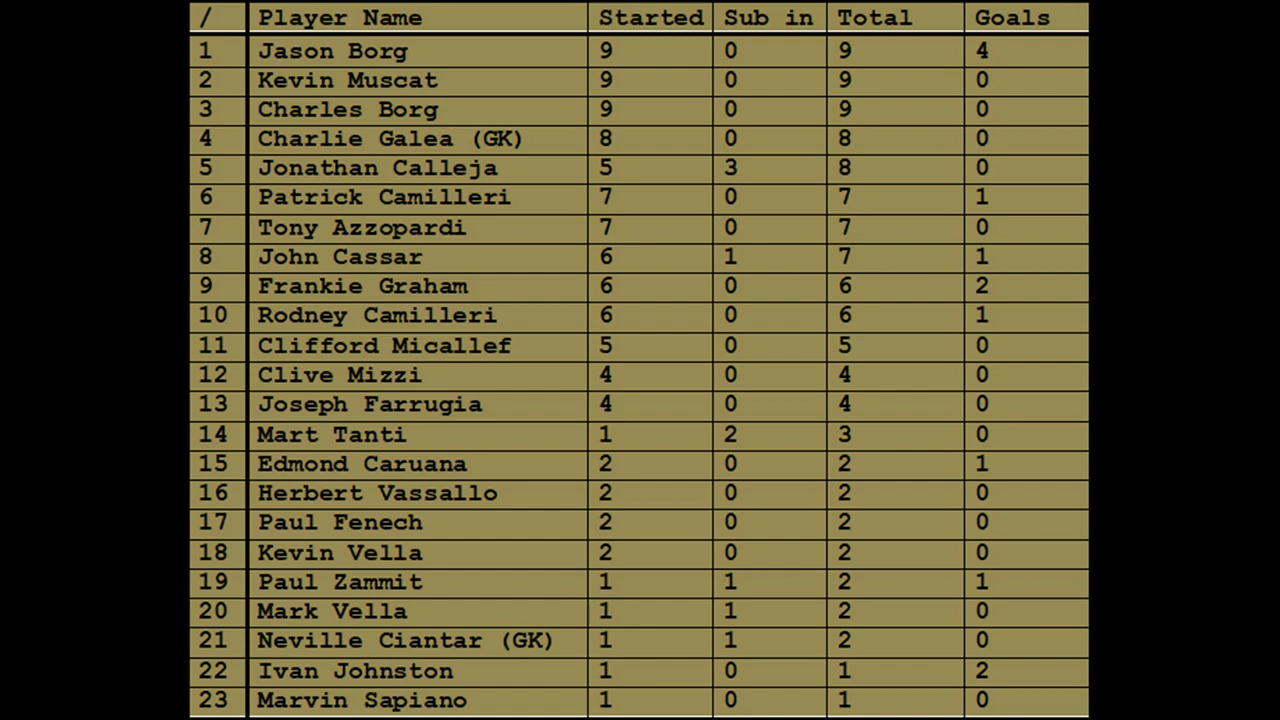 / Player Name Started Sub in Total Goals
1 Jason Borg 9 0 9 4
2 Kevin Muscat 9 0 9 0
3 Charles Borg 9 0 9 0
4 Charlie Galea (GK) 8 0 8 0
5 Jonathan Calleja 5 3 8 0
6 Patrick Camilleri 7 0 7 1
7 Tony Azzopardi 7 0 7 0
8 John Cassar 6 1 7 1
9 Frankie Graham 6 0 6 2
10 Rodney Camilleri 6 0 6 1
11 Clifford Micallef 5 0 5 0
12 Clive Mizzi 4 0 4 0
13 Joseph Farrugia 4 0 4 0
14 Mart Tanti 1 2 3 0
15 Edmond Caruana 2 0 2 1
16 Herbert Vassallo 2 0 2 0
17 Paul Fenech 2 0 2 0
18 Kevin Vella 2 0 2 0
19 Paul Zammit 1 1 2 1
20 Mark Vella 1 1 2 0
21 Neville Ciantar (GK) 1 1 2 0
22 Ivan Johnston 1 0 1 2
23 Marvin Sapiano 1 0 1 0